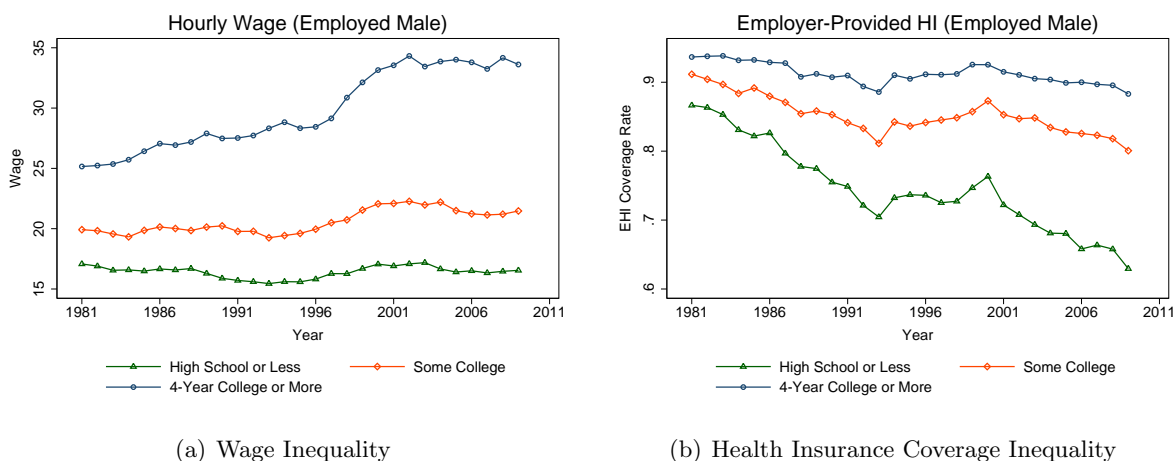 Hourly Wage (Employed Male)
35
30
25
20
15
Wage
1981 1986 1991 1996 2001 2006 2011
Year
High School or Less Some College
4-Year College or More
(a) Wage Inequality
Employer-Provided HI (Employed Male)
.9
.8
.7
.6
EHI Coverage Rate
1981 1986 1991 1996 2001 2006 2011
Year
High School or Less Some College
4-Year College or More
(b) Health Insurance Coverage Inequality